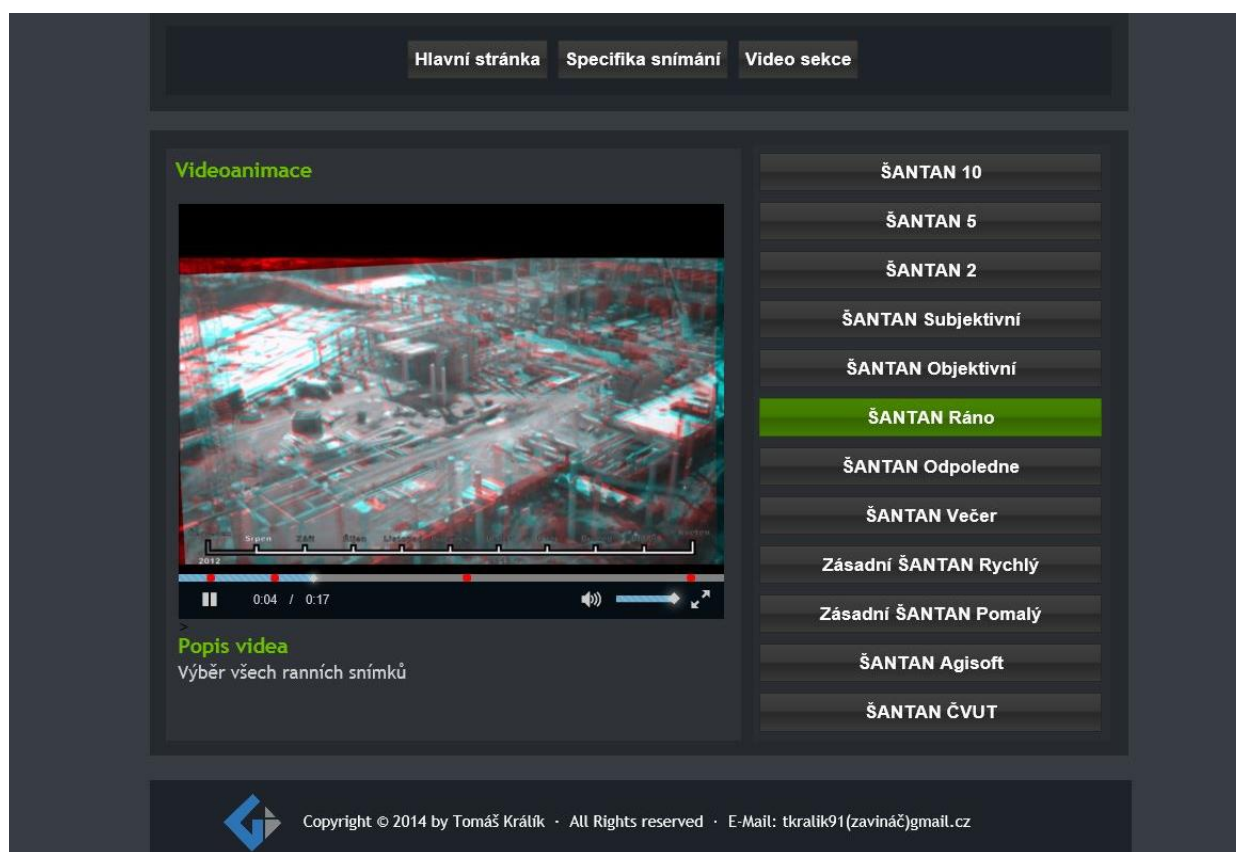 Hlavní stránka
Specifika snímání
Video sekce
Videoanimace
Srpen
Září
Říjen
2012
0:04 / 0:17
>
Popis videa
Výběr všech ranních snímků
ŠANTAN 10
ŠANTAN 5
ŠANTAN 2
ŠANTAN Subjektivní
ŠANTAN Objektivní
ŠANTAN Ráno
ŠANTAN Odpoledne
ŠANTAN Večer
Zásadní ŠANTAN Rychlý
Zásadní ŠANTAN Pomalý
ŠANTAN Agisoft
ŠANTAN ČVUT
Copyright © 2014 by Tomáš Králík · All Rights reserved · E-Mail: tkralik91(zavináč)gmail.cz